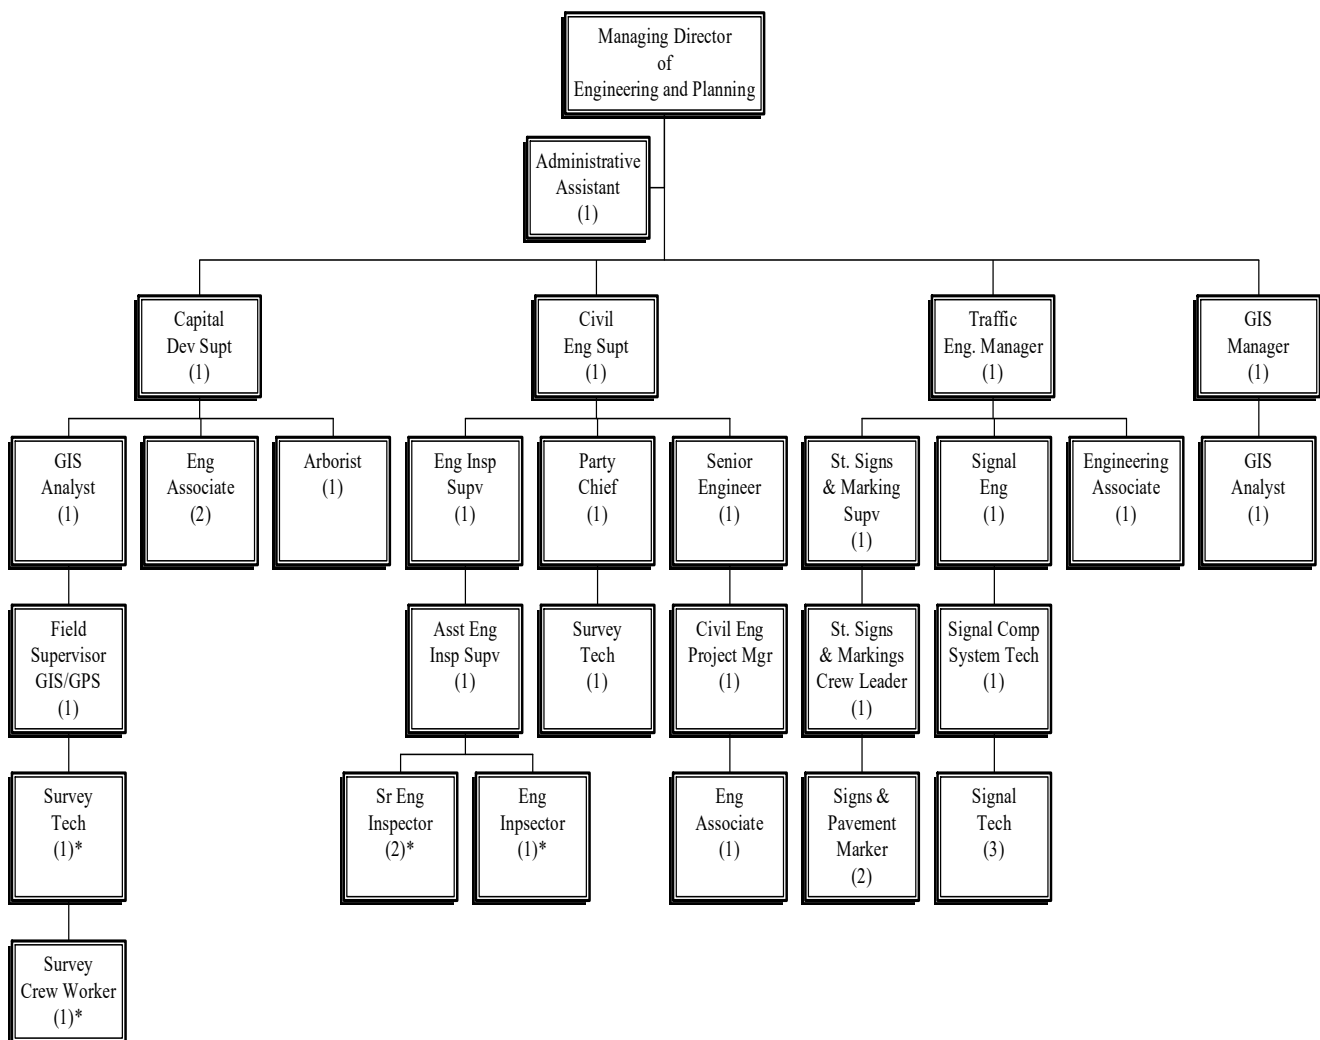 Managing Director
of
Engineering and Planning
Administrative
Assistant
(1)
Capital
Dev Supt
(1)
Civil
Eng Supt
(1)
Traffic
Eng. Manager
(1)
GIS
Manager
(1)
GIS
Analyst
(1)
Eng
Associate
(2)
Arborist
(1)
Eng Insp
Supv
(1)
Party
Chief
(1)
Senior
Engineer
(1)
St. Signs
& Marking
Supv
(1)
Signal
Eng
(1)
Engineering
Associate
(1)
GIS
Analyst
(1)
Field
Supervisor
GIS/GPS
(1)
Asst Eng
Insp Supv
(1)
Survey
Tech
(1)
Civil Eng
Project Mgr
(1)
St. Signs
& Markings
Crew Leader
(1)
Signal Comp
System Tech
(1)
Survey
Tech
(1)*
Sr Eng
Inspector
(2)*
Eng
Inpsector
(1)*
Eng
Associate
(1)
Signs &
Pavement
Marker
(2)
Signal
Tech
(3)
Survey
Crew Worker
(1)*